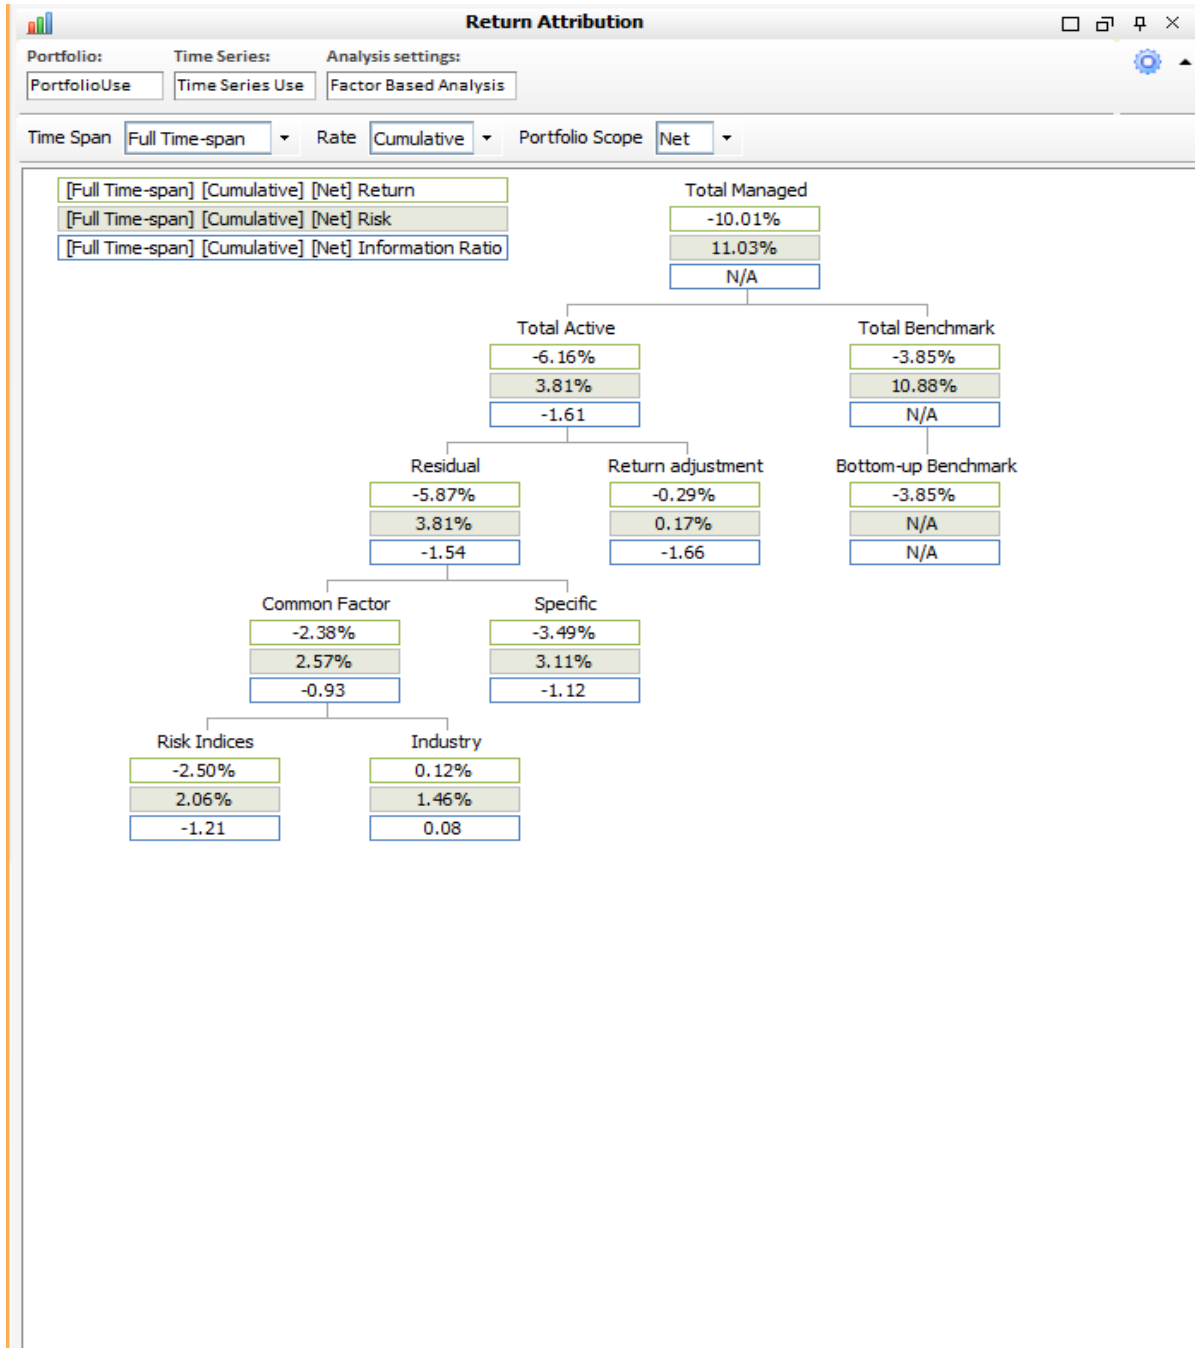 Return Attribution
Portfolio: Time Series: Analysis settings:
PortfolioUse Time Series Use Factor Based Analysis
Time Span Full Time-span Rate Cumulative Portfolio Scope Net
[Full Time-span] [Cumulative] [Net] Return
[Full Time-span] [Cumulative] [Net] Risk
[Full Time-span] [Cumulative] [Net] Information Ratio
Total Managed
-10.01%
11.03%
N/A
Total Active Total Benchmark
-6.16% -3.85%
3.81% 10.88%
-1.61 N/A
Residual Return adjustment Bottom-up Benchmark
-5.87% -0.29% -3.85%
3.81% 0.17% N/A
-1.54 -1.66 N/A
Common Factor Specific
-2.38% -3.49%
2.57% 3.11%
-0.93 -1.12
Risk Indices Industry
-2.50% 0.12%
2.06% 1.46%
-1.21 0.08